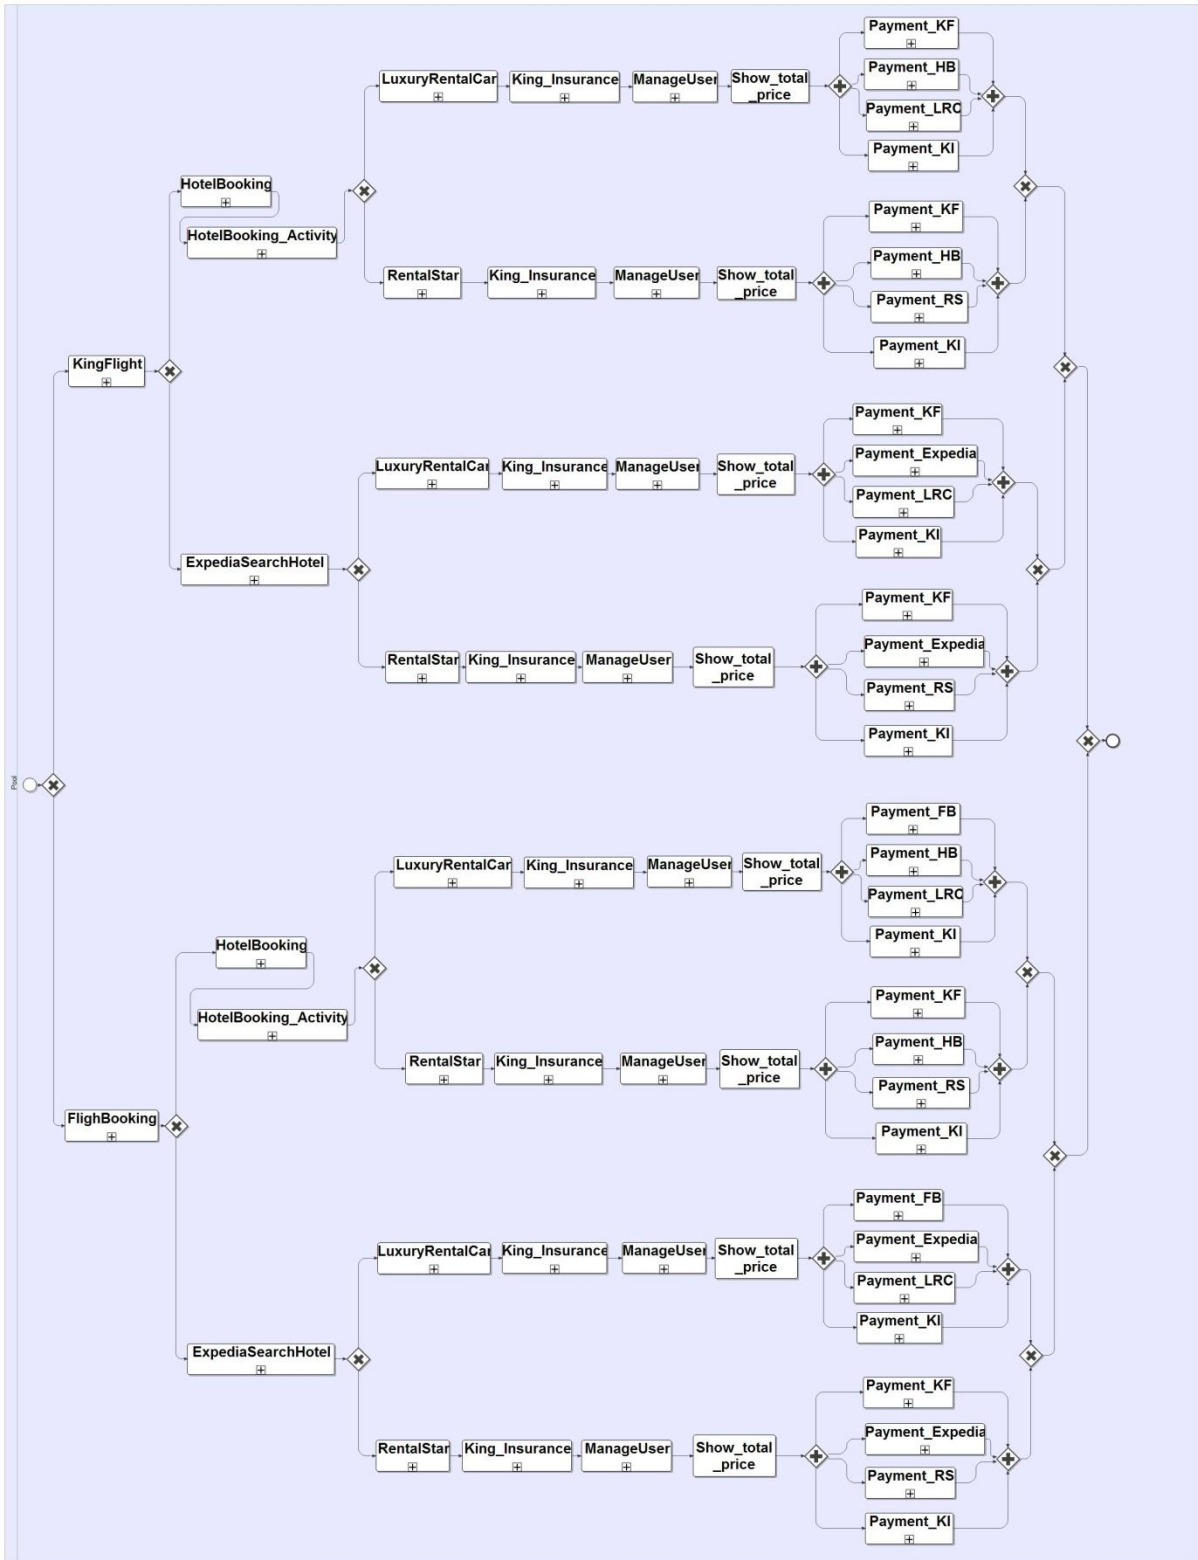 Payment_KF
LuxuryRentalCar
King_Insurance
ManageUser
Show_total
_price
Payment_HB
Payment_LRC
Payment_KI
HotelBooking
HotelBooking_Activity
Payment_KF
RentalStar
King_Insurance
ManageUser
Show_total
_price
Payment_HB
Payment_RS
Payment_KI
KingFlight
Payment_KF
LuxuryRentalCar
King_Insurance
ManageUser
Show_total
_price
Payment_Expedia
Payment_LRC
Payment_KI
ExpediaSearchHotel
Payment_KF
RentalStar
King_Insurance
ManageUser
Show_total
_price
Payment_Expedia
Payment_RS
Payment_KI
Pool
Payment_FB
LuxuryRentalCar
King_Insurance
ManageUser
Show_total
_price
Payment_HB
Payment_LRC
Payment_KI
HotelBooking
HotelBooking_Activity
Payment_KF
RentalStar
King_Insurance
ManageUser
Show_total
_price
Payment_HB
Payment_RS
Payment_KI
FlighBooking
Payment_FB
LuxuryRentalCar
King_Insurance
ManageUser
Show_total
_price
Payment_Expedia
Payment_LRC
Payment_KI
ExpediaSearchHotel
Payment_KF
RentalStar
King_Insurance
ManageUser
Show_total
_price
Payment_Expedia
Payment_RS
Payment_KI